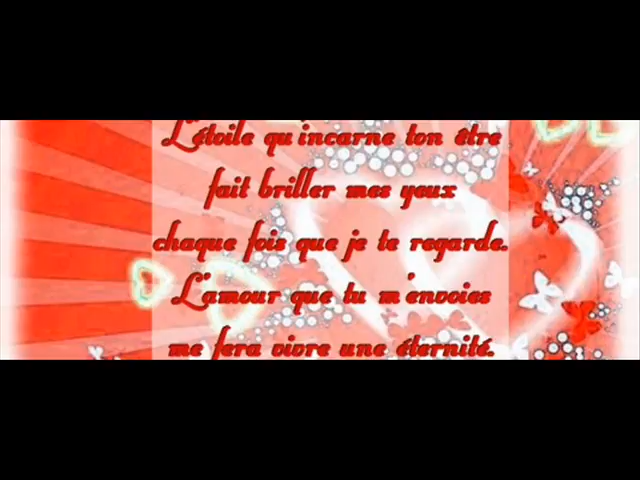 L'étoile qu'incarne ton être
fait briller mes yeux
chaque fois que je te regarde.
L'amour que tu m'envoies
me fera vivre une éternité.